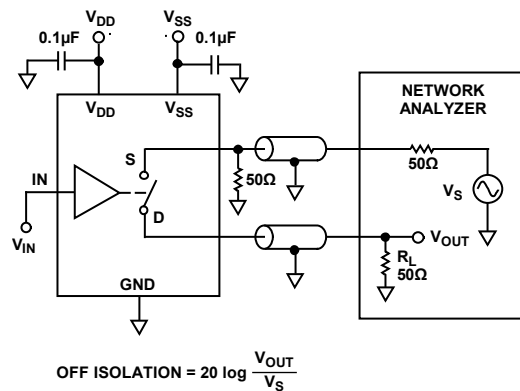 V_DD
V_SS
0.1µF
0.1µF
V_DD
V_SS
NETWORK
ANALYZER
S
50Ω
50Ω
V_S
IN
D
V_IN
V_OUT
R_L
50Ω
GND
OFF ISOLATION = 20 log V_OUT / V_S